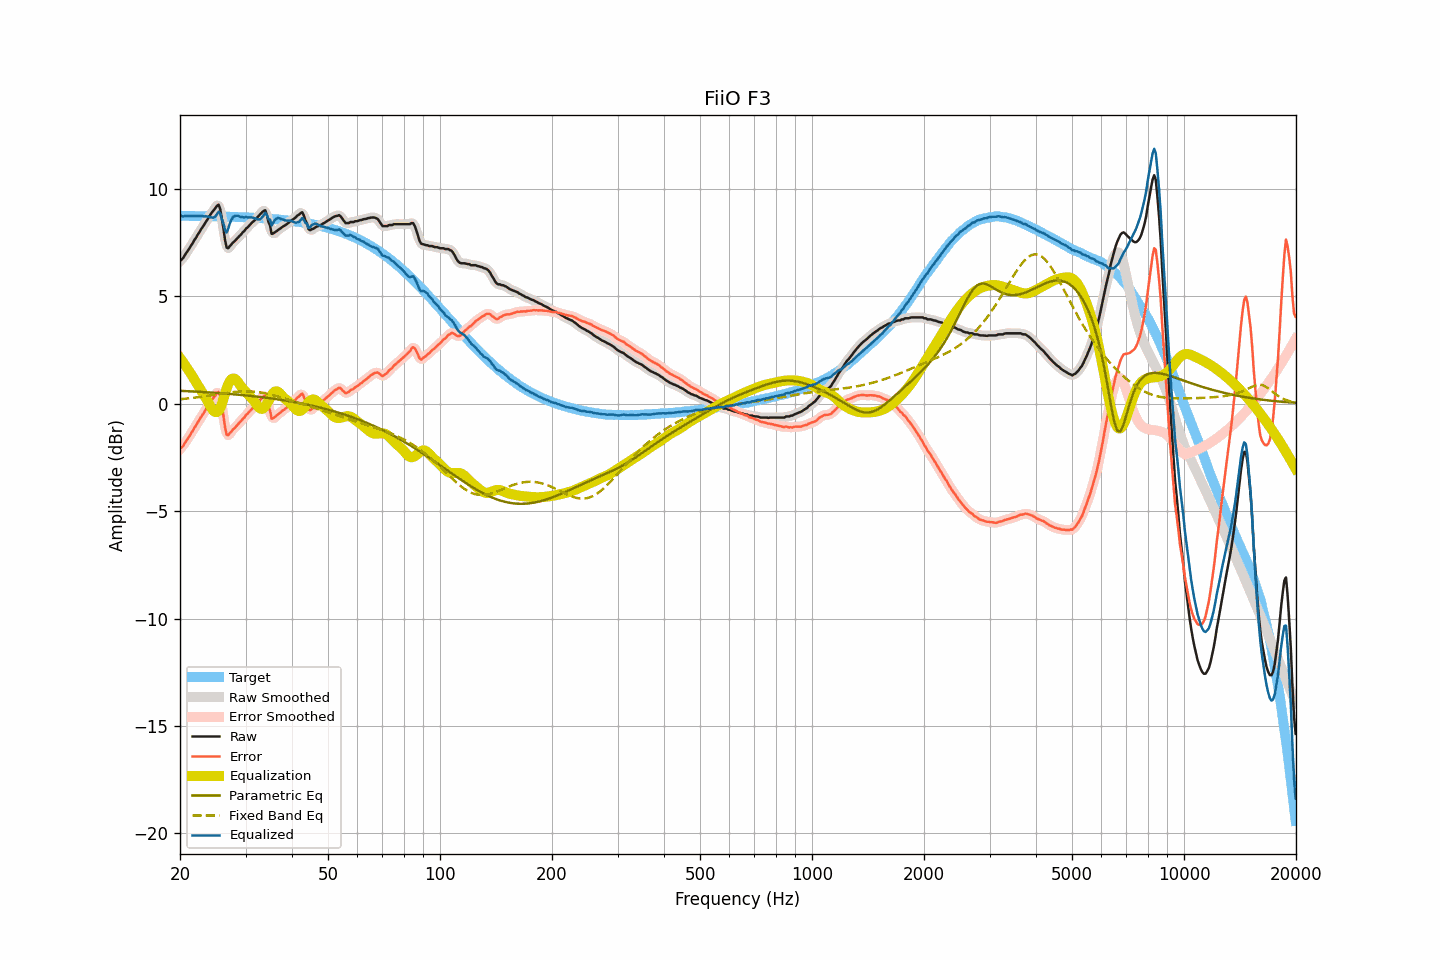 FiiO F3
Amplitude (dBr)
10
5
0
−5
−10
−15
−20
Target
Raw Smoothed
Error Smoothed
Raw
Error
Equalization
Parametric Eq
Fixed Band Eq
Equalized
20 50 100 200 500 1000 2000 5000 10000 20000
Frequency (Hz)